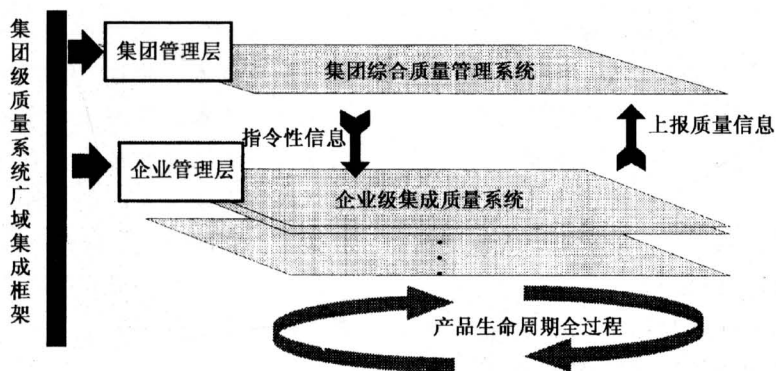 集团级质量系统广域集成框架
集团管理层
集团综合质量管理系统
指令性信息
上报质量信息
企业管理层
企业级集成质量系统
产品生命周期全过程